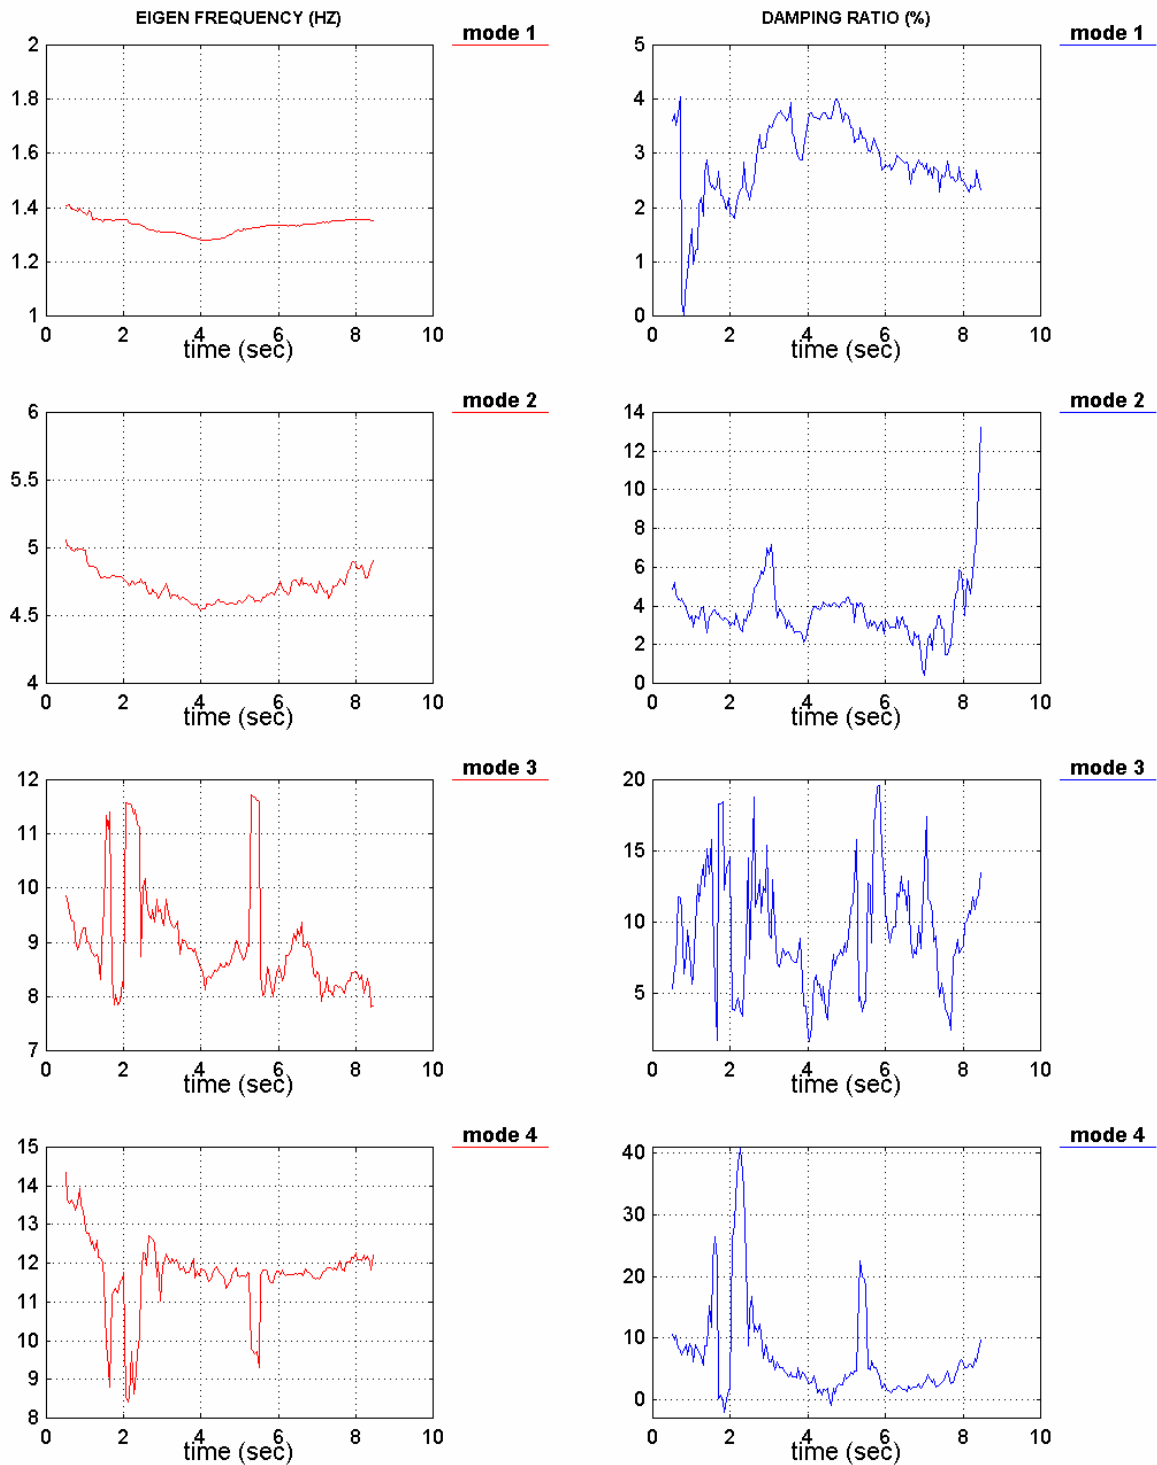 EIGEN FREQUENCY (HZ)
mode 1
2
1.8
1.6
1.4
1.2
1
0 2 4 6 8 10
time (sec)
DAMPING RATIO (%)
mode 1
5
4
3
2
1
0
0 2 4 6 8 10
time (sec)
mode 2
6
5.5
5
4.5
4
0 2 4 6 8 10
time (sec)
mode 2
14
12
10
8
6
4
2
0
0 2 4 6 8 10
time (sec)
mode 3
12
11
10
9
8
7
0 2 4 6 8 10
time (sec)
mode 3
20
15
10
5
0 2 4 6 8 10
time (sec)
mode 4
15
14
13
12
11
10
9
8
0 2 4 6 8 10
time (sec)
mode 4
40
30
20
10
0
0 2 4 6 8 10
time (sec)